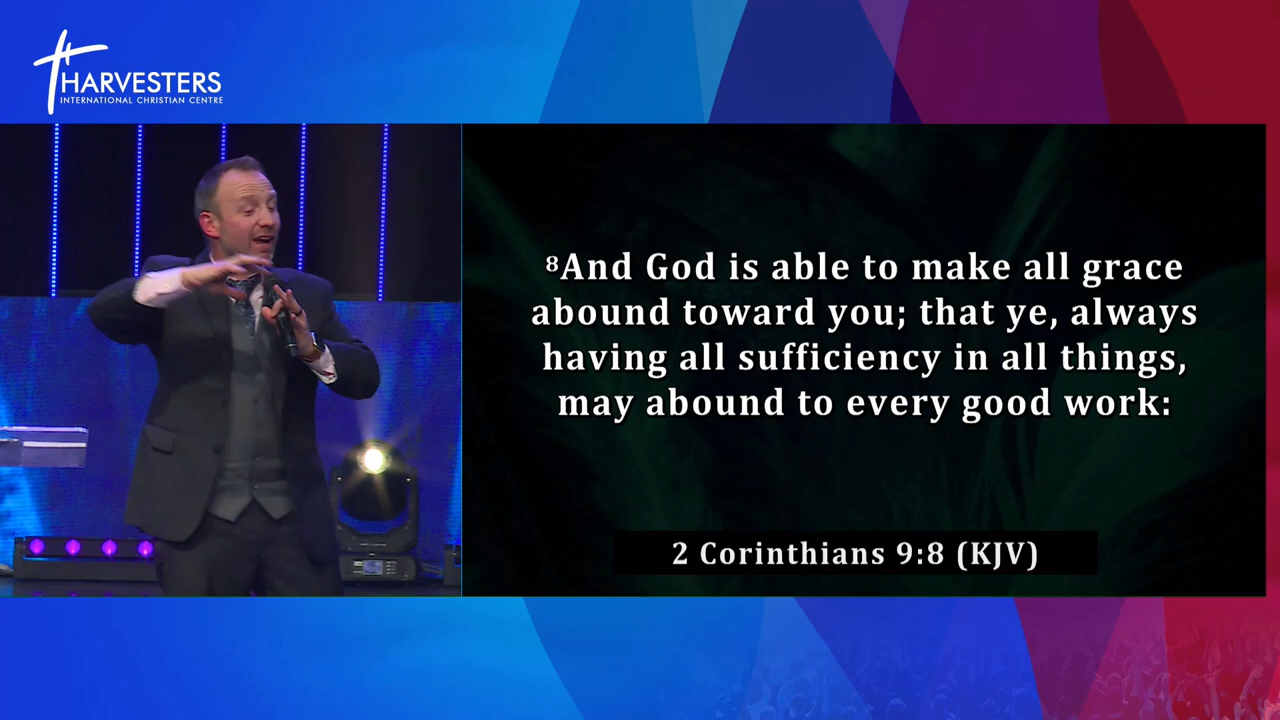 HARVESTERS
INTERNATIONAL CHRISTIAN CENTRE
⁸And God is able to make all grace
abound toward you; that ye, always
having all sufficiency in all things,
may abound to every good work:
2 Corinthians 9:8 (KJV)